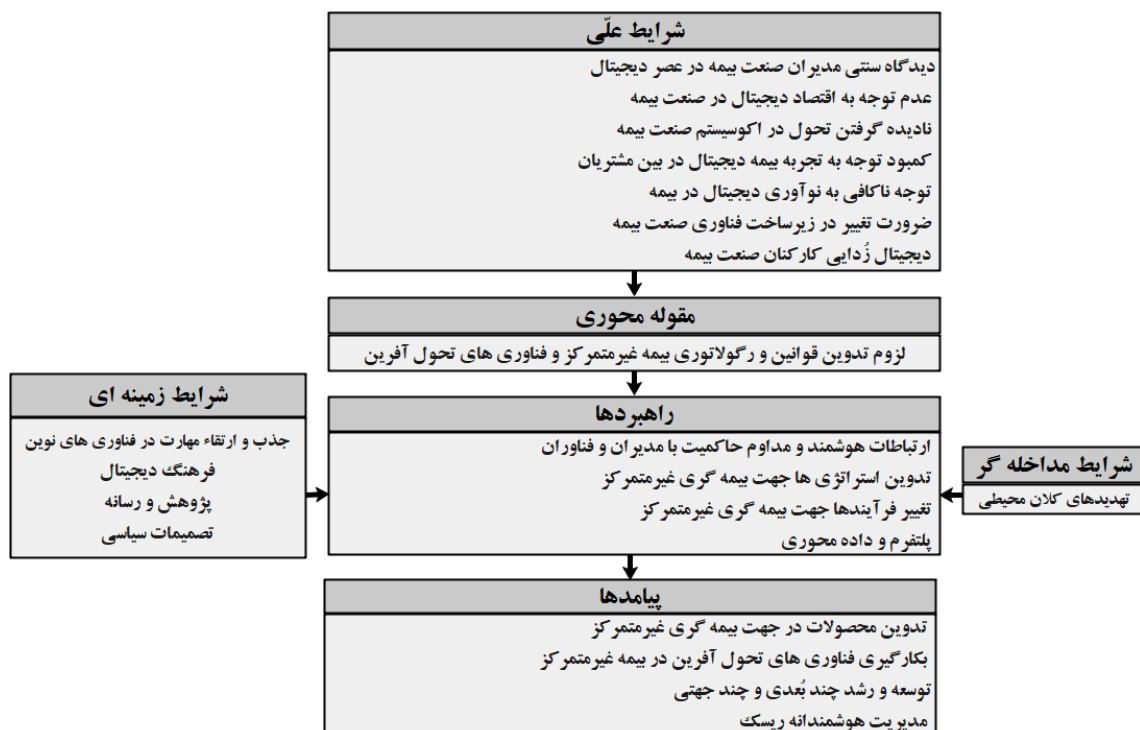 شرایط علّی
دیدگاه سنتی مدیران صنعت بیمه در عصر دیجیتال
عدم توجه به اقتصاد دیجیتال در صنعت بیمه
نادیده گرفتن تحول در اکوسیستم صنعت بیمه
کمبود توجه به تجربه بیمه دیجیتال در بین مشتریان
توجه ناکافی به نوآوری دیجیتال در بیمه
ضرورت تغییر در زیرساخت فناوری صنعت بیمه
دیجیتال زُدایی کارکنان صنعت بیمه
مقوله محوری
لزوم تدوین قوانین و رگولاتوری بیمه غیرمتمرکز و فناوری های تحول آفرین
شرایط مداخله گر
تهدیدهای کلان محیطی
راهبردها
ارتباطات هوشمند و مداوم حاکمیت با مدیران و فناوران
تدوین استراتژی ها جهت بیمه گری غیرمتمرکز
تغییر فرآیندها جهت بیمه گری غیرمتمرکز
پلتفرم و داده محوری
شرایط زمینه ای
جذب و ارتقاء مهارت در فناوری های نوین
فرهنگ دیجیتال
پژوهش و رسانه
تصمیمات سیاسی
پیامدها
تدوین محصولات در جهت بیمه گری غیرمتمرکز
بکارگیری فناوری های تحول آفرین در بیمه غیرمتمرکز
توسعه و رشد چند بُعدی و چند جهتی
مدیریت هوشمندانه ریسک